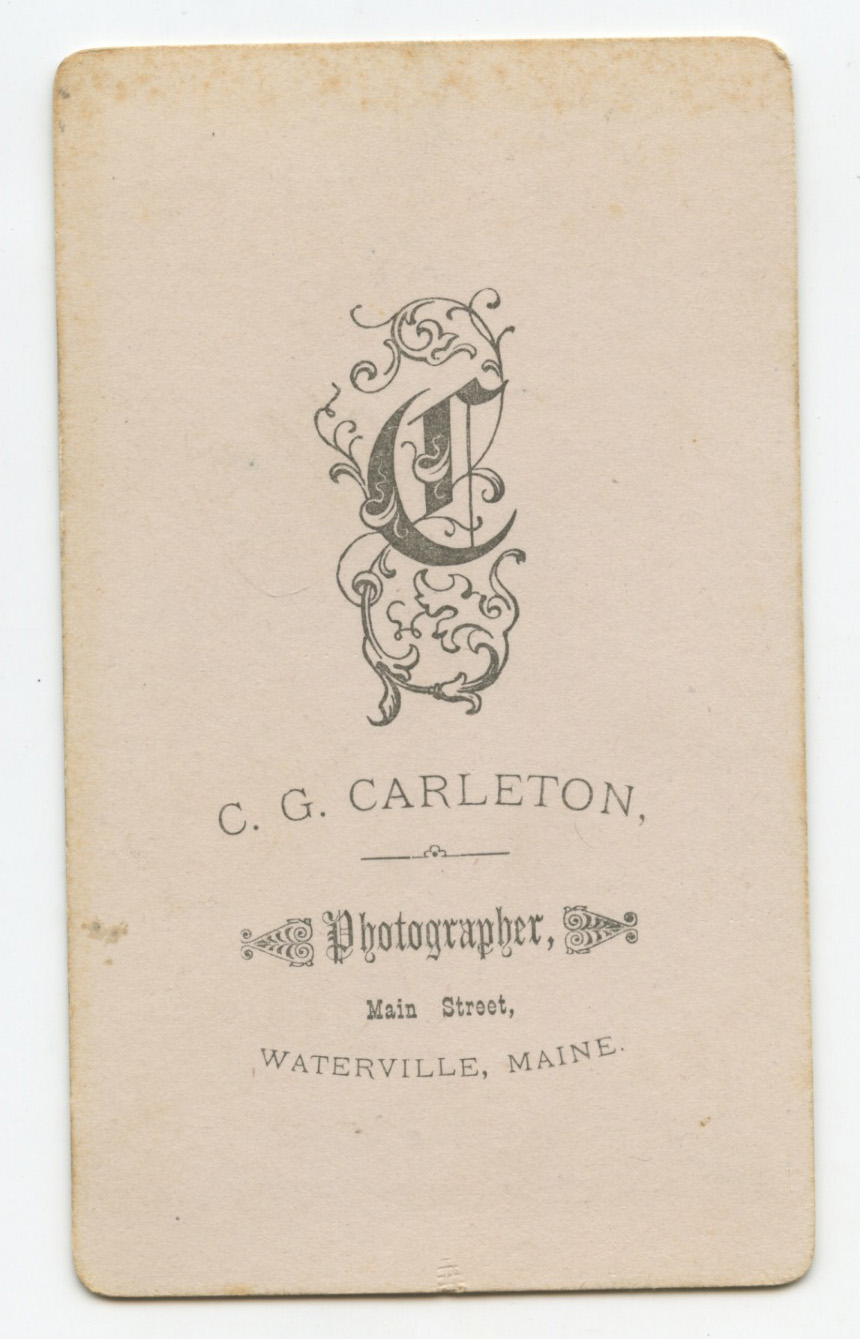 C
C. G. CARLETON,
Photographer,
Main Street,
WATERVILLE, MAINE.